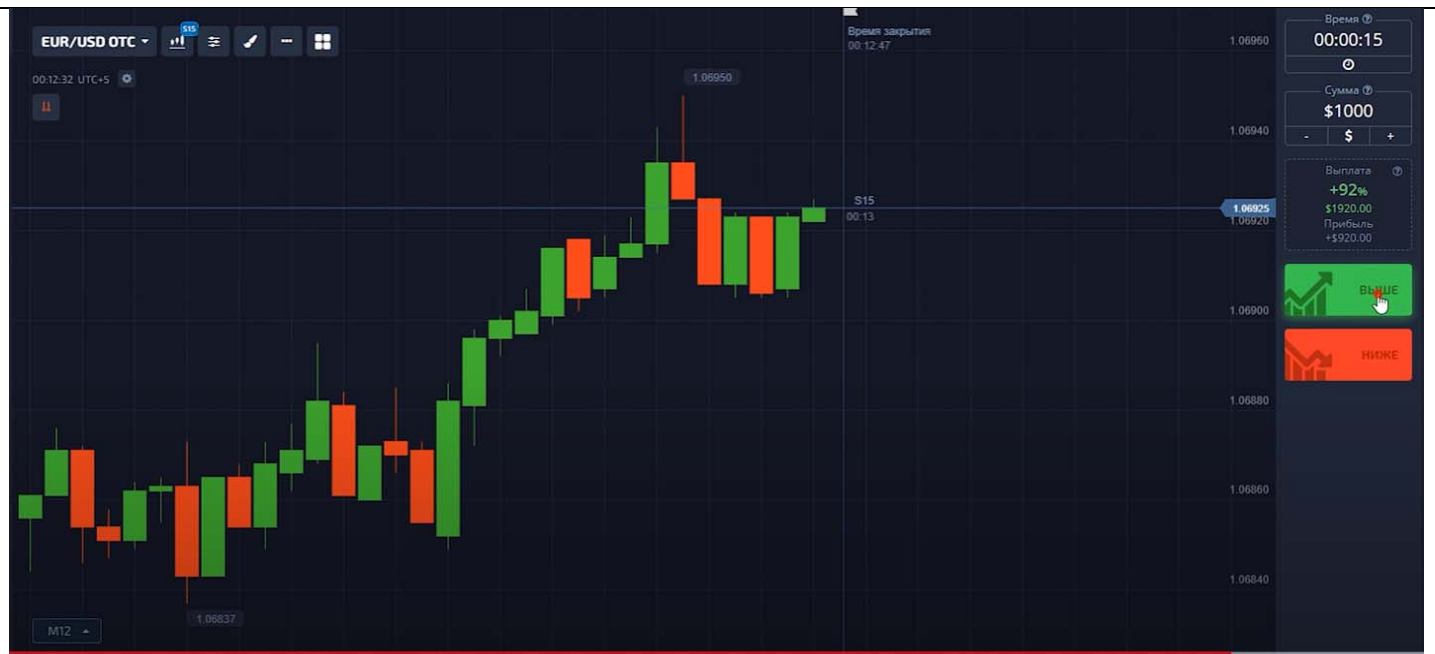 EUR/USD OTC
S15
00:12:32 UTC+5
1.06950
Время закрытия
00:12:47
S15
00:13
1.06837
M12
1.06960
1.06940
1.06925
1.06920
1.06900
1.06880
1.06860
1.06840
Время
00:00:15
Сумма
$1000
- $ +
Выплата
+92%
$1920.00
Прибыль
+$920.00
ВЫШЕ
НИЖЕ